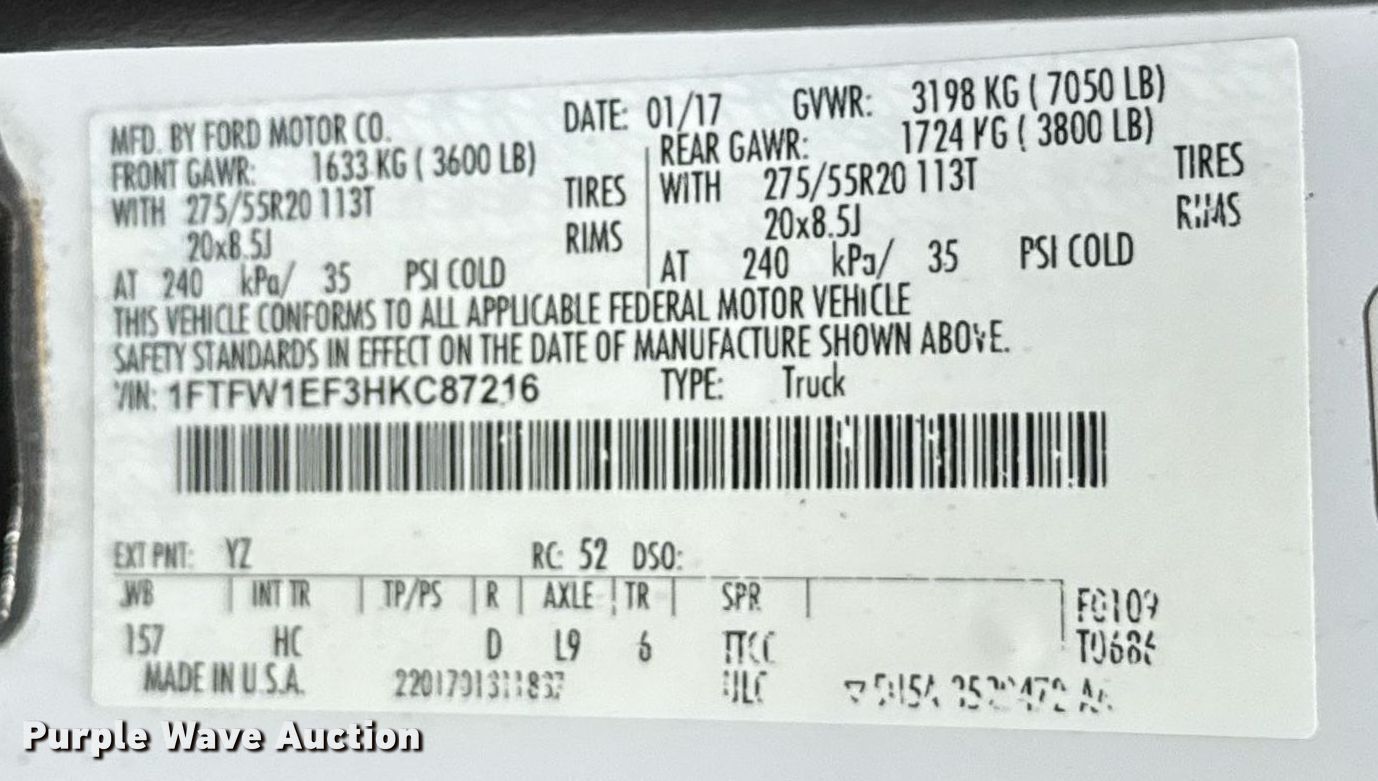 MFD. BY FORD MOTOR CO. DATE: 01/17 GVWR: 3198 KG ( 7050 LB)
FRONT GAWR: 1633 KG ( 3600 LB) REAR GAWR: 1724 KG ( 3800 LB)
WITH 275/55R20 113T TIRES WITH 275/55R20 113T TIRES
20x8.5J RIMS 20x8.5J RIMS
AT 240 kPa/ 35 PSI COLD AT 240 kPa/ 35 PSI COLD
THIS VEHICLE CONFORMS TO ALL APPLICABLE FEDERAL MOTOR VEHICLE
SAFETY STANDARDS IN EFFECT ON THE DATE OF MANUFACTURE SHOWN ABOVE.
VIN: 1FTFW1EF3HKC87216 TYPE: Truck
EXT PNT: YZ RC: 52 DSO:
WB INT TR TP/PS R AXLE TR SPR
157 HC D L9 6
MADE IN U.S.A.
Purple Wave Auction